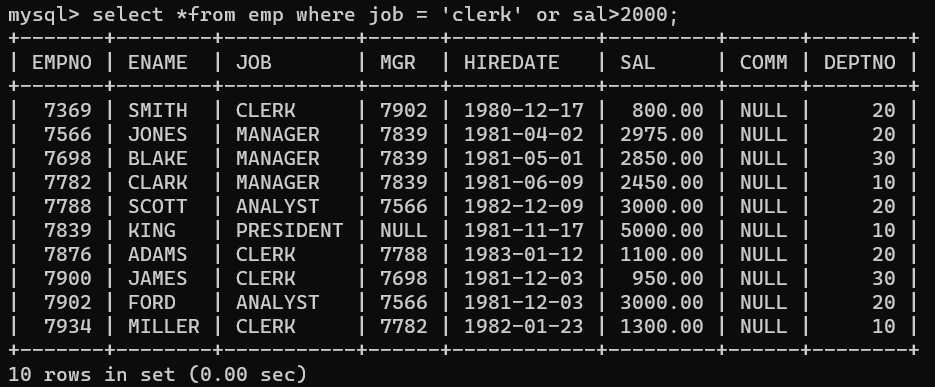 mysql> select *from emp where job = 'clerk' or sal>2000;
+-------+--------+-----------+------+------------+---------+------+--------+
| EMPNO | ENAME  | JOB       | MGR  | HIREDATE   | SAL     | COMM | DEPTNO |
+-------+--------+-----------+------+------------+---------+------+--------+
|  7369 | SMITH  | CLERK     | 7902 | 1980-12-17 |  800.00 | NULL |     20 |
|  7566 | JONES  | MANAGER   | 7839 | 1981-04-02 | 2975.00 | NULL |     20 |
|  7698 | BLAKE  | MANAGER   | 7839 | 1981-05-01 | 2850.00 | NULL |     30 |
|  7782 | CLARK  | MANAGER   | 7839 | 1981-06-09 | 2450.00 | NULL |     10 |
|  7788 | SCOTT  | ANALYST   | 7566 | 1982-12-09 | 3000.00 | NULL |     20 |
|  7839 | KING   | PRESIDENT | NULL | 1981-11-17 | 5000.00 | NULL |     10 |
|  7876 | ADAMS  | CLERK     | 7788 | 1983-01-12 | 1100.00 | NULL |     20 |
|  7900 | JAMES  | CLERK     | 7698 | 1981-12-03 |  950.00 | NULL |     30 |
|  7902 | FORD   | ANALYST   | 7566 | 1981-12-03 | 3000.00 | NULL |     20 |
|  7934 | MILLER | CLERK     | 7782 | 1982-01-23 | 1300.00 | NULL |     10 |
+-------+--------+-----------+------+------------+---------+------+--------+
10 rows in set (0.00 sec)